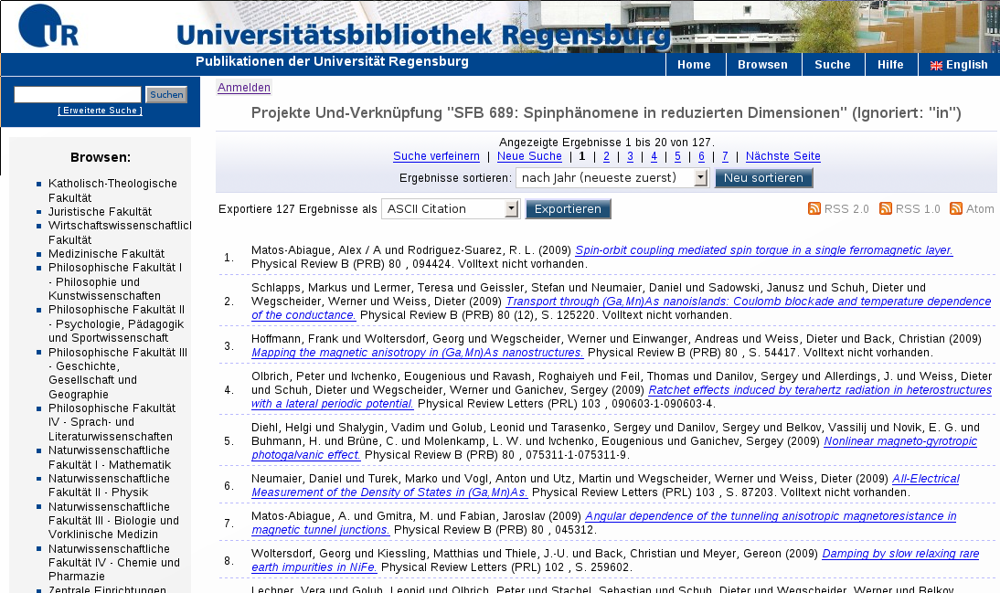 UR
Universitätsbibliothek Regensburg
Publikationen der Universität Regensburg
Home
Browsen
Suche
Hilfe
English
Suchen
[ Erweiterte Suche ]
Browsen:
Katholisch-Theologische
Fakultät
Juristische Fakultät
Wirtschaftswissenschaftlich
Fakultät
Medizinische Fakultät
Philosophische Fakultät I
- Philosophie und
Kunstwissenschaften
Philosophische Fakultät II
- Psychologie, Pädagogik
und Sportwissenschaft
Philosophische Fakultät III
- Geschichte,
Gesellschaft und
Geographie
Philosophische Fakultät
IV - Sprach- und
Literaturwissenschaften
Naturwissenschaftliche
Fakultät I - Mathematik
Naturwissenschaftliche
Fakultät II - Physik
Naturwissenschaftliche
Fakultät III - Biologie und
Vorklinische Medizin
Naturwissenschaftliche
Fakultät IV - Chemie und
Pharmazie
Zentrale Einrichtungen
Anmelden
Projekte Und-Verknüpfung "SFB 689: Spinphänomene in reduzierten Dimensionen" (Ignoriert: "in")
Angezeigte Ergebnisse 1 bis 20 von 127.
Suche verfeinern | Neue Suche | 1 | 2 | 3 | 4 | 5 | 6 | 7 | Nächste Seite
Ergebnisse sortieren: nach Jahr (neueste zuerst) Neu sortieren
Exportiere 127 Ergebnisse als ASCII Citation Exportieren RSS 2.0 RSS 1.0 Atom
1. Matos-Abiague, Alex / A und Rodriguez-Suarez, R. L. (2009) Spin-orbit coupling mediated spin torque in a single ferromagnetic layer.
Physical Review B (PRB) 80 , 094424. Volltext nicht vorhanden.
2. Schlapps, Markus und Lermer, Teresa und Geissler, Stefan und Neumaier, Daniel und Sadowski, Janusz und Schuh, Dieter und
Wegscheider, Werner und Weiss, Dieter (2009) Transport through (Ga,Mn)As nanoislands: Coulomb blockade and temperature dependence
of the conductance. Physical Review B (PRB) 80 (12), S. 125220. Volltext nicht vorhanden.
3. Hoffmann, Frank und Woltersdorf, Georg und Wegscheider, Werner und Einwanger, Andreas und Weiss, Dieter und Back, Christian (2009)
Mapping the magnetic anisotropy in (Ga,Mn)As nanostructures. Physical Review B (PRB) 80 , S. 54417. Volltext nicht vorhanden.
4. Olbrich, Peter und Ivchenko, Eougenious und Ravash, Roghaiyeh und Feil, Thomas und Danilov, Sergey und Allerdings, J. und Weiss, Dieter
und Schuh, Dieter und Wegscheider, Werner und Ganichev, Sergey (2009) Ratchet effects induced by terahertz radiation in heterostructures
with a lateral periodic potential. Physical Review Letters (PRL) 103 , 090603-1-090603-4.
5. Diehl, Helgi und Shalygin, Vadim und Golub, Leonid und Tarasenko, Sergey und Danilov, Sergey und Belkov, Vassilij und Novik, E. G. und
Buhmann, H. und Brüne, C. und Molenkamp, L. W. und Ivchenko, Eougenious und Ganichev, Sergey (2009) Nonlinear magneto-gyrotropic
photogalvanic effect. Physical Review B (PRB) 80 , 075311-1-075311-9.
6. Neumaier, Daniel und Turek, Marko und Vogl, Anton und Utz, Martin und Wegscheider, Werner und Weiss, Dieter (2009) All-Electrical
Measurement of the Density of States in (Ga,Mn)As. Physical Review Letters (PRL) 103 , S. 87203. Volltext nicht vorhanden.
7. Matos-Abiague, A. und Gmitra, M. und Fabian, Jaroslav (2009) Angular dependence of the tunneling anisotropic magnetoresistance in
magnetic tunnel junctions. Physical Review B (PRB) 80 , 045312.
8. Woltersdorf, Georg und Kiessling, Matthias und Thiele, J.-U. und Back, Christian und Meyer, Gereon (2009) Damping by slow relaxing rare
earth impurities in NiFe. Physical Review Letters (PRL) 102 , S. 259602.
Lechner, Vera und Golub, Leonid und Olbrich, Peter und Stachel, Sebastian und Schuh, Dieter und Wegscheider, Werner und Belkov,